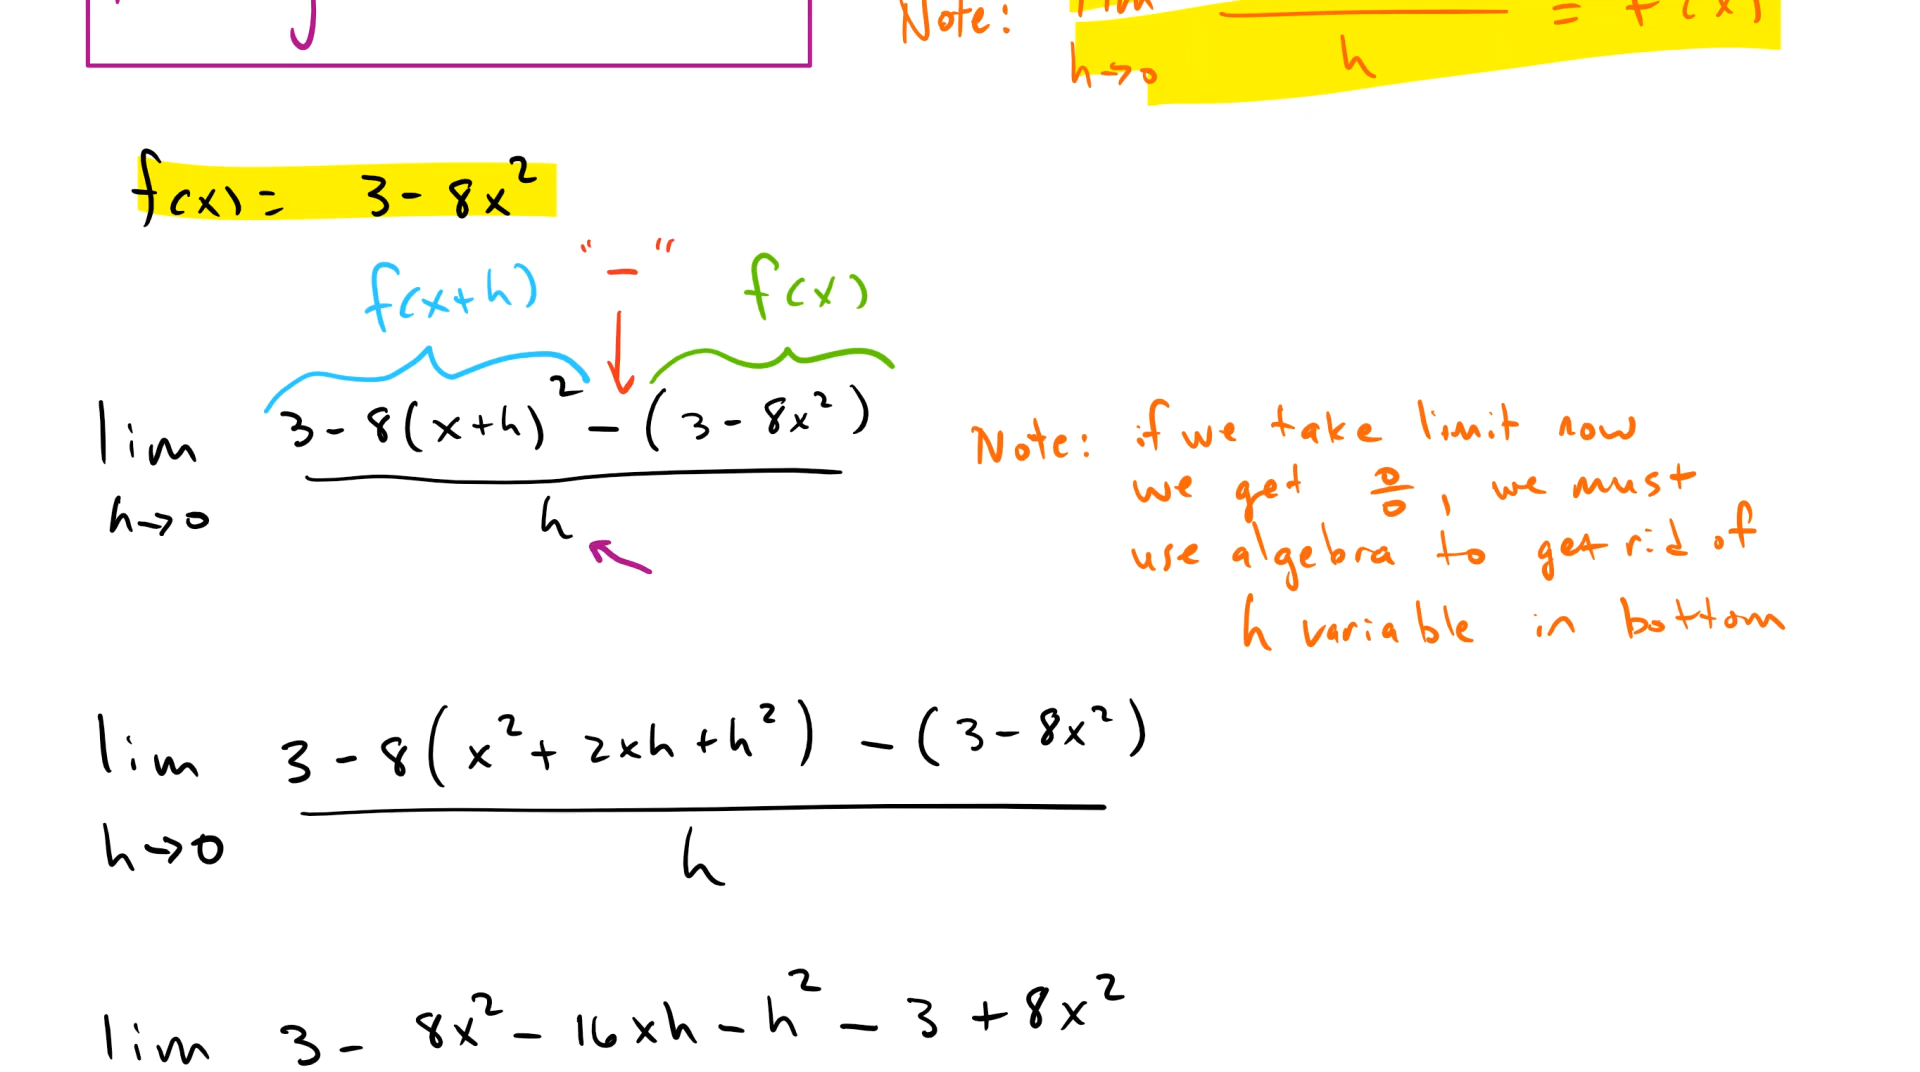 Note: lim = f'(x)
h→0 h
f(x) = 3 - 8x²
f(x+h) "-" f(x)
lim 3 - 8(x+h)² - (3 - 8x²)
h→0 h
Note: if we take limit now
we get 0/0, we must
use algebra to get rid of
h variable in bottom
lim 3 - 8(x² + 2xh + h²) - (3 - 8x²)
h→0 h
lim 3 - 8x² - 16xh - h² - 3 + 8x²